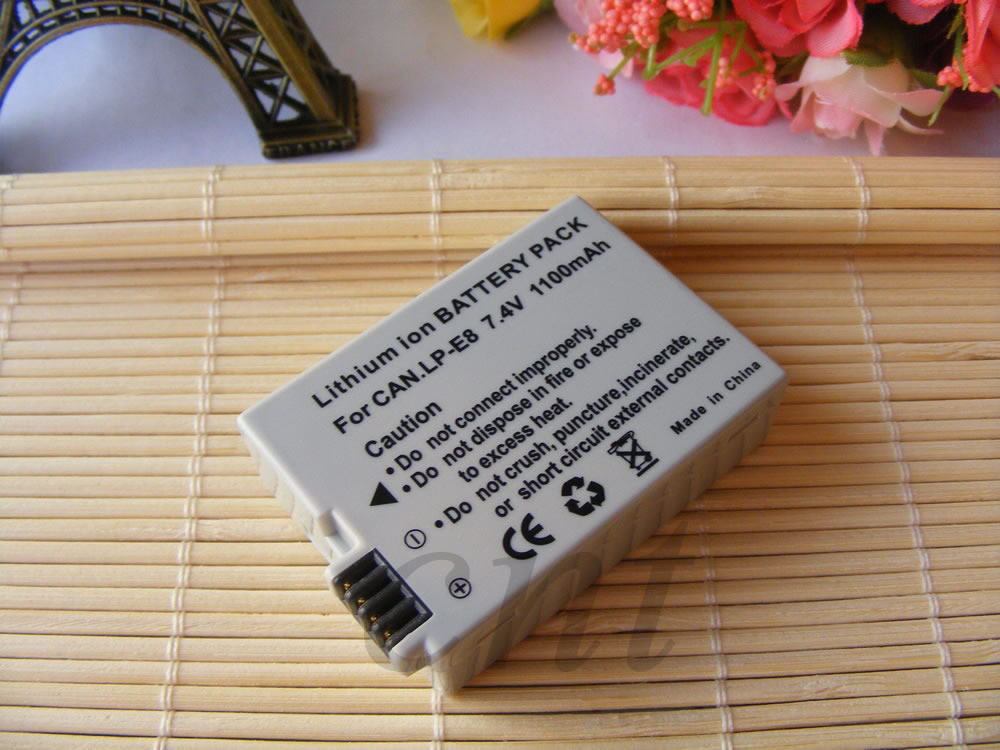 Lithium ion BATTERY PACK
For CAN.LP-E8 7.4V 1100mAh
Caution
• Do not connect improperly.
• Do not dispose in fire or expose
to excess heat.
• Do not crush, puncture,incinerate,
or short circuit external contacts.
CE
Made in China
cnt